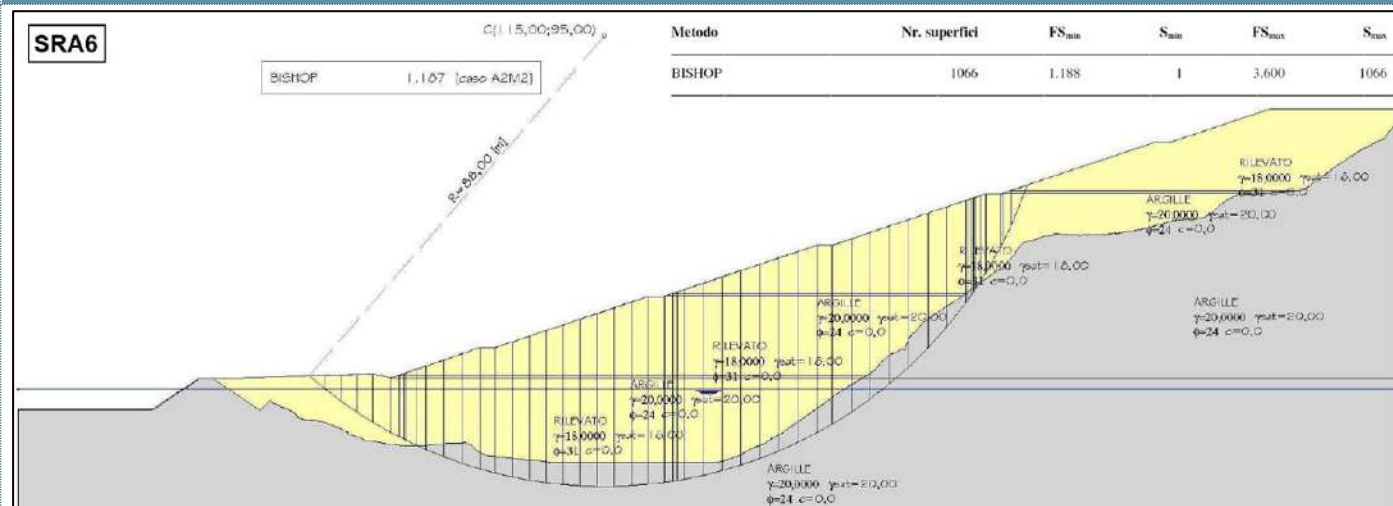 SRA6
C(115,00;95,00)
BISHOP 1.187 [caso A2M2]
R=88,00 [m]
Metodo Nr. superfici FSmin Smin FSmax Smax
BISHOP 1066 1.188 1 3.600 1066
RILEVATO
γ=18,0000 γsat=18,00
φ=31 c=0,0
ARGILLE
γ=20,0000 γsat=20,00
φ=24 c=0,0
RILEVATO
γ=18,0000 γsat=18,00
φ=31 c=0,0
ARGILLE
γ=20,0000 γsat=20,00
φ=24 c=0,0
ARGILLE
γ=20,0000 γsat=20,00
φ=24 c=0,0
RILEVATO
γ=18,0000 γsat=18,00
φ=31 c=0,0
ARGILLE
γ=20,0000 γsat=20,00
φ=24 c=0,0
RILEVATO
γ=18,0000 γsat=18,00
φ=31 c=0,0
ARGILLE
γ=20,0000 γsat=20,00
φ=24 c=0,0